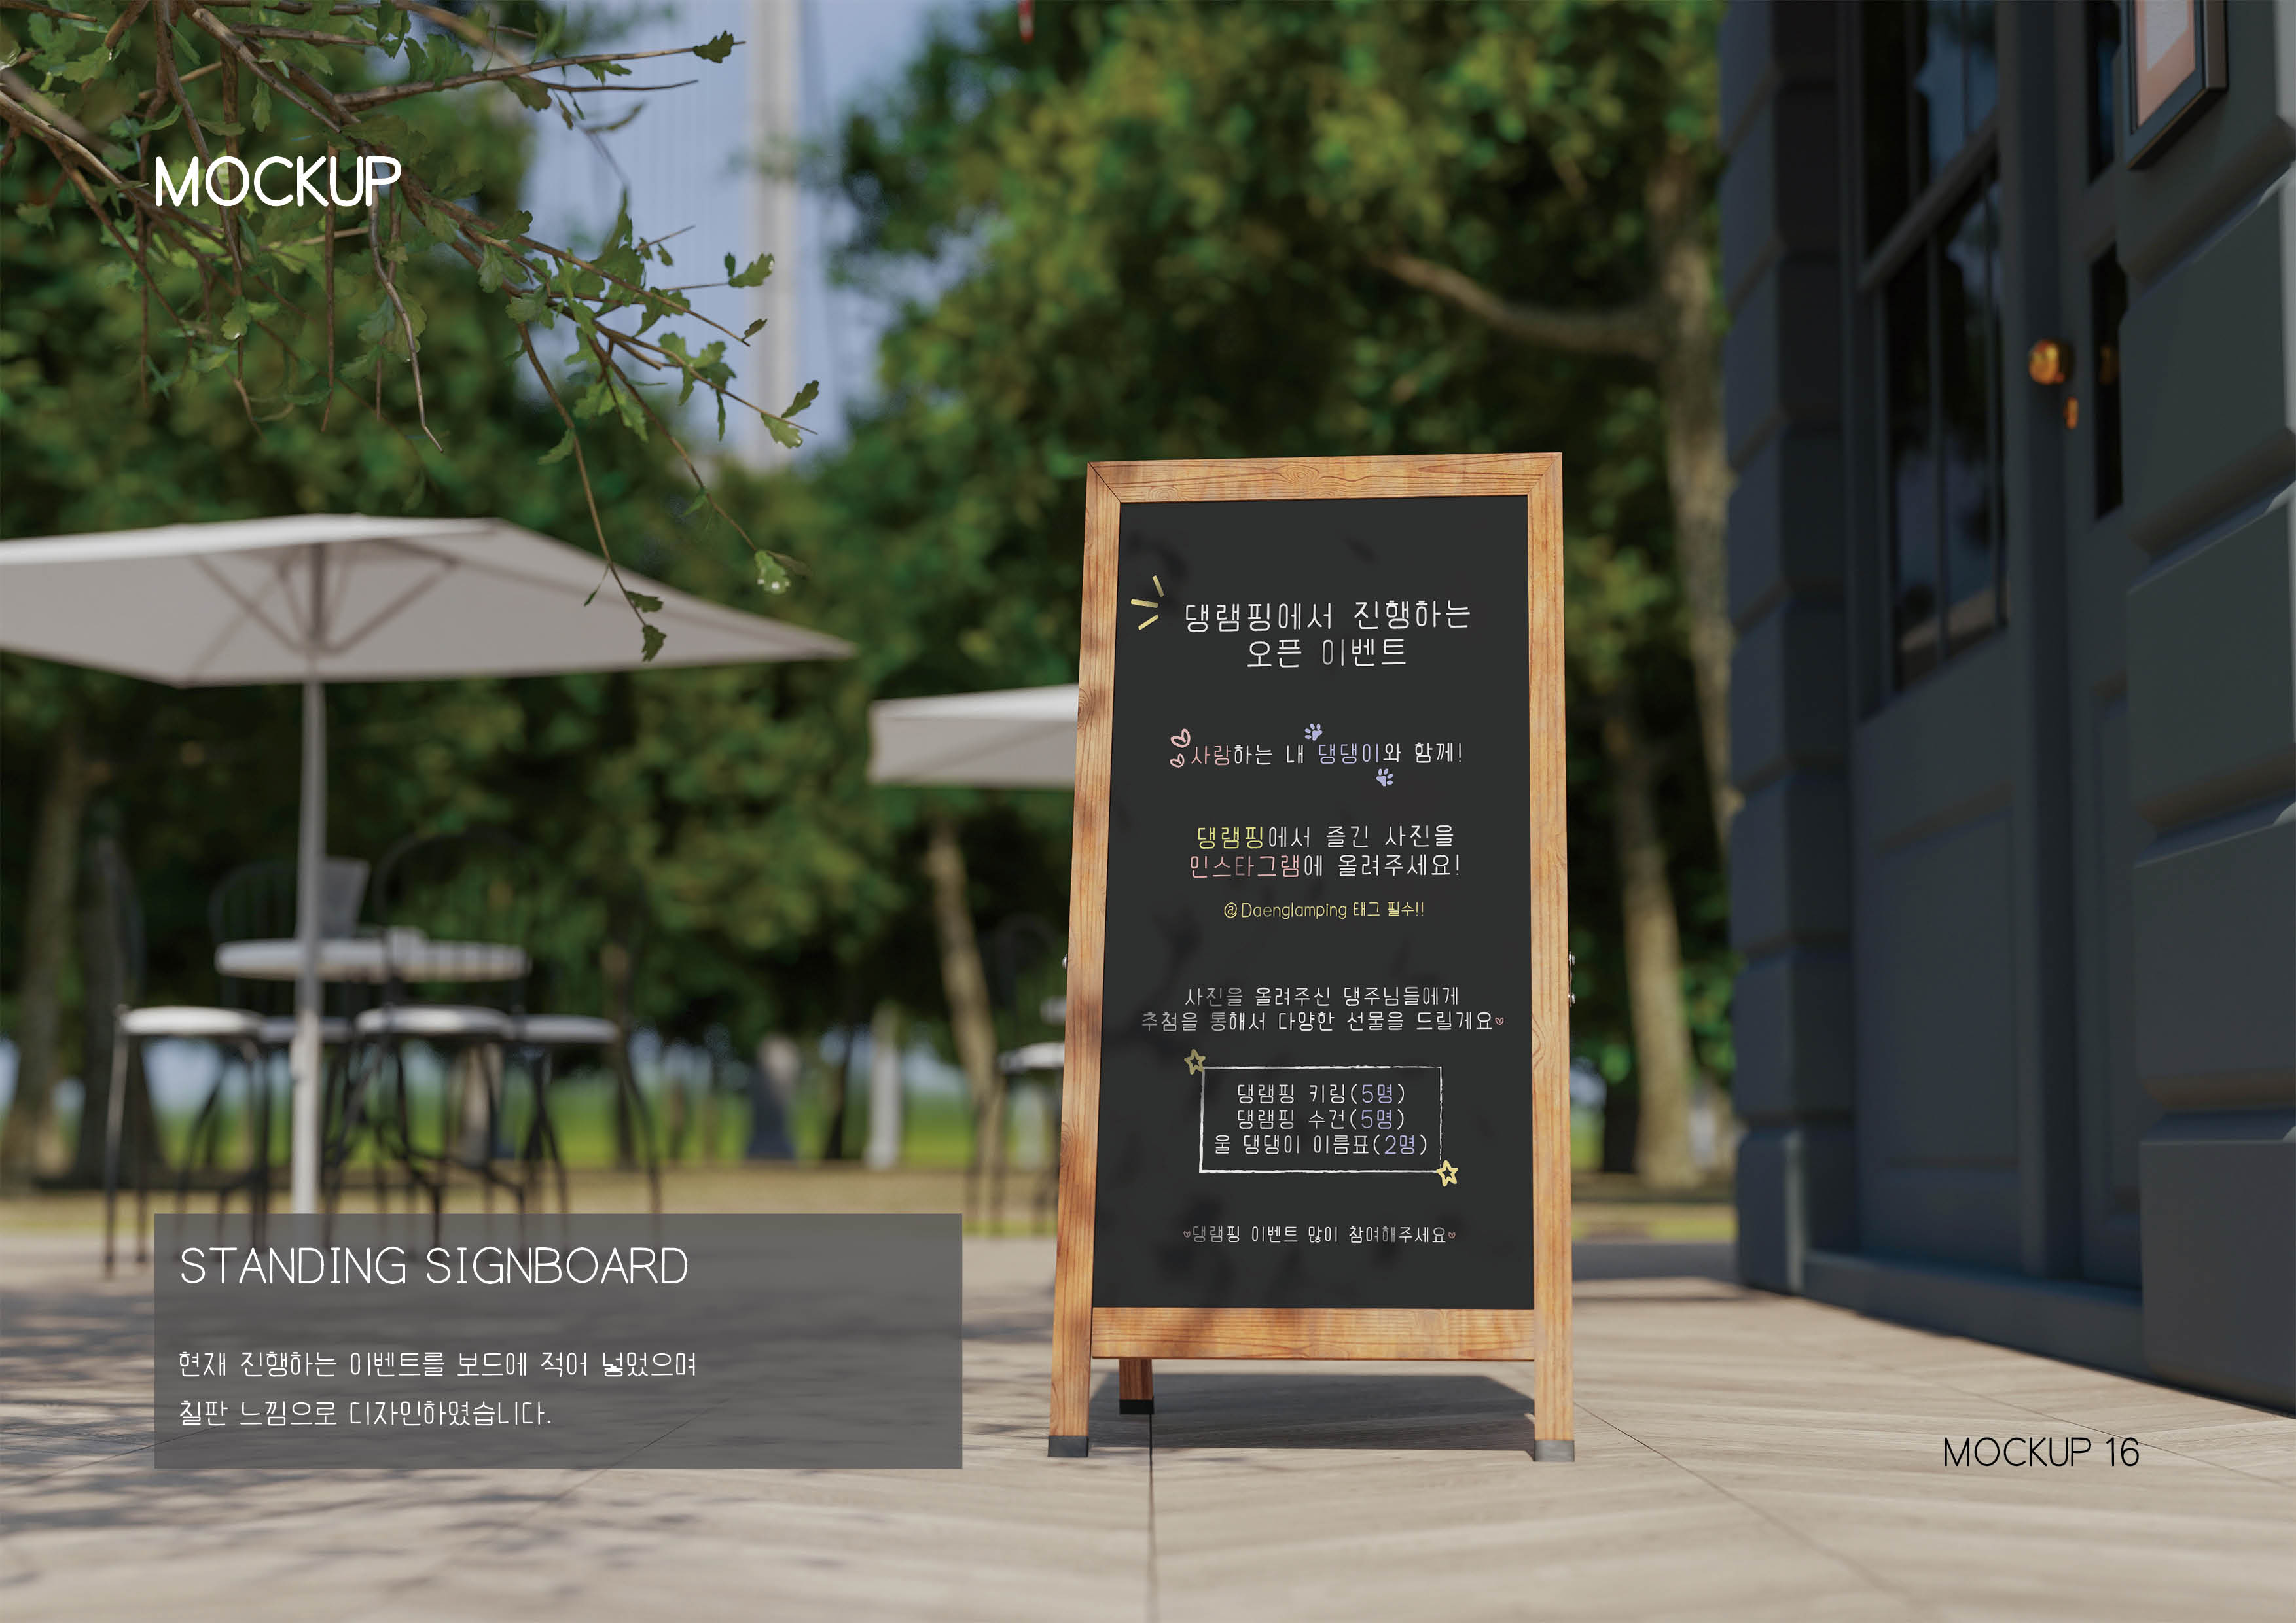 MOCKUP
댕램핑에서 진행하는
오픈 이벤트
사랑하는 내 댕댕이와 함께!
댕램핑에서 즐긴 사진을
인스타그램에 올려주세요!
@Daenglamping 태그 필수!!
사진을 올려주신 댕주님들에게
추첨을 통해서 다양한 선물을 드릴게요
댕램핑 키링(5명)
댕램핑 수건(5명)
울 댕댕이 이름표(2명)
댕램핑 이벤트 많이 참여해주세요
STANDING SIGNBOARD
현재 진행하는 이벤트를 보드에 적어 넣었으며
칠판 느낌으로 디자인하였습니다.
MOCKUP 16